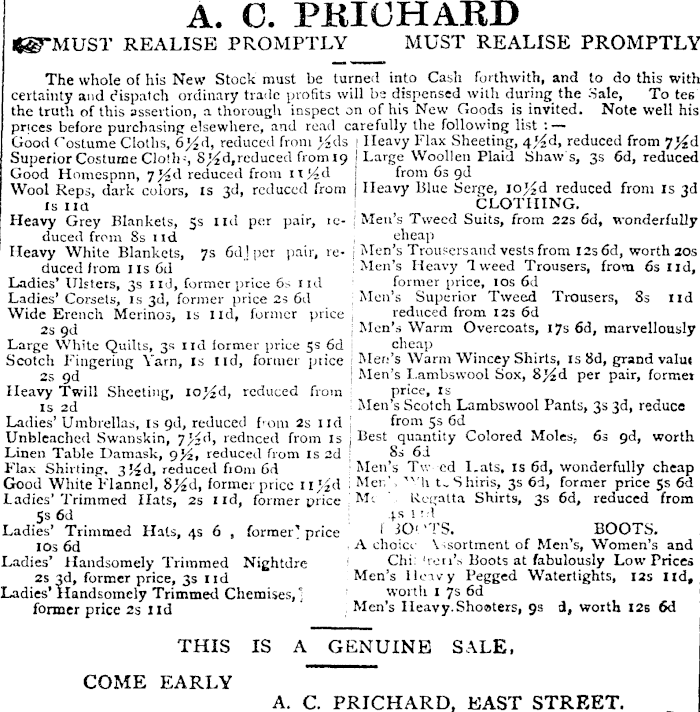 A. C. PRICHARD
MUST REALISE PROMPTLY MUST REALISE PROMPTLY
The whole of his New Stock must be turned into Cash forthwith, and to do this with
certainty and dispatch ordinary trade profits will be dispensed with during the Sale, To tes
the truth of this assertion, a thorough inspect on of his New Goods is invited. Note well his
prices before purchasing elsewhere, and read carefully the following list :—
Good Costume Cloths, 6½d, reduced from ½ds
Superior Costume Cloths, 8½d, reduced from 19
Good Homespnn, 7½d reduced from 11½d
Wool Reps, dark colors, 1s 3d, reduced from
1s 11d
Heavy Grey Blankets, 5s 11d per pair, re-
duced from 8s 11d
Heavy White Blankets, 7s 6d per pair, re-
duced from 11s 6d
Ladies' Ulsters, 3s 11d, former price 6s 11d
Ladies' Corsets, 1s 3d, former price 2s 6d
Wide Erench Merinos, 1s 11d, former price
2s 9d
Large White Quilts, 3s 11d former price 5s 6d
Scotch Fingering Yarn, 1s 11d, former price
2s 9d
Heavy Twill Sheeting, 10½d, reduced from
1s 2d
Ladies' Umbrellas, 1s 9d, reduced from 2s 11d
Unbleached Swanskin, 7½d, rednced from 1s
Linen Table Damask, 9½, reduced from 1s 2d
Flax Shirting. 3½d, reduced from 6d
Good White Flannel, 8½d, former price 11½d
Ladies' Trimmed Hats, 2s 11d, former price
5s 6d
Ladies' Trimmed Hats, 4s 6 , former price
10s 6d
Ladies' Handsomely Trimmed Nightdre
2s 3d, former price, 3s 11d
Ladies' Handsomely Trimmed Chemises,
former price 2s 11d
Heavy Flax Sheeting, 4½d, reduced from 7½d
Large Woollen Plaid Shaw s, 3s 6d, reduced
from 6s 9d
Heavy Blue Serge, 10½d reduced from 1s 3d
CLOTHING.
Men's Tweed Suits, from 22s 6d, wonderfully
cheap
Men's Trousers and vests from 12s 6d, worth 20s
Men's Heavy Tweed Trousers, from 6s 11d,
former price, 10s 6d
Men's Superior Tweed Trousers, 8s 11d
reduced from 12s 6d
Men's Warm Overcoats, 17s 6d, marvellously
cheap
Men's Warm Wincey Shirts, 1s 8d, grand value
Men's Lambswool Sox, 8½d per pair, former
price, 1s
Men's Scotch Lambswool Pants, 3s 3d, reduce
from 5s 6d
Best quantity Colored Moles, 6s 9d, worth
8s 6d
Men's Tweed Hats, 1s 6d, wonderfully cheap
Men's White Shirts, 3s 6d, former price 5s 6d
Regatta Shirts, 3s 6d, reduced from
4s 11d
BOOTS. BOOTS.
A choice Assortment of Men's, Women's and
Children's Boots at fabulously Low Prices
Men's Heavy Pegged Watertights, 12s 11d,
worth 1 7s 6d
Men's Heavy.Shooters, 9s d, worth 12s 6d
THIS IS A GENUINE SALE,
COME EARLY
A. C. PRICHARD, EAST STREET.